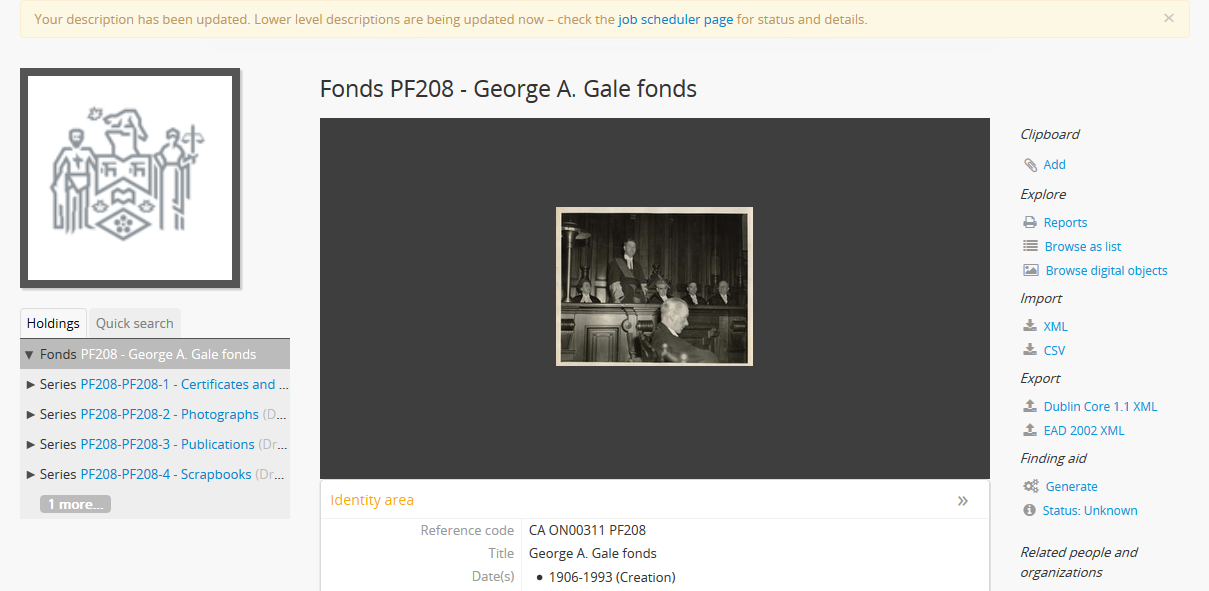 Your description has been updated. Lower level descriptions are being updated now – check the job scheduler page for status and details.
×
Fonds PF208 - George A. Gale fonds
Holdings
Quick search
▼ Fonds PF208 - George A. Gale fonds
► Series PF208-PF208-1 - Certificates and ...
► Series PF208-PF208-2 - Photographs (D...
► Series PF208-PF208-3 - Publications (Dr...
► Series PF208-PF208-4 - Scrapbooks (Dr...
1 more...
Identity area »
Reference code CA ON00311 PF208
Title George A. Gale fonds
Date(s) • 1906-1993 (Creation)
Clipboard
Add
Explore
Reports
Browse as list
Browse digital objects
Import
XML
CSV
Export
Dublin Core 1.1 XML
EAD 2002 XML
Finding aid
Generate
Status: Unknown
Related people and
organizations